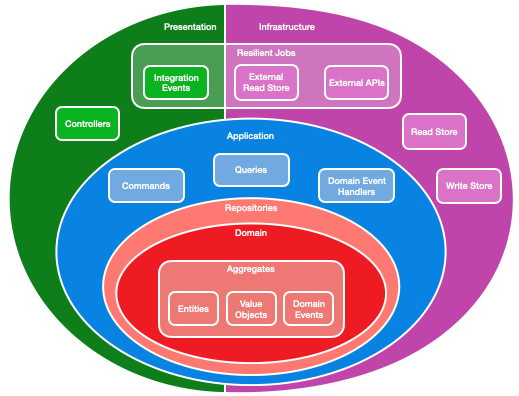 Presentation
Infrastructure
Resilient Jobs
Integration
Events
External
Read Store
External APIs
Controllers
Read Store
Application
Queries
Commands
Domain Event
Handlers
Write Store
Repositories
Domain
Aggregates
Entities
Value
Objects
Domain
Events